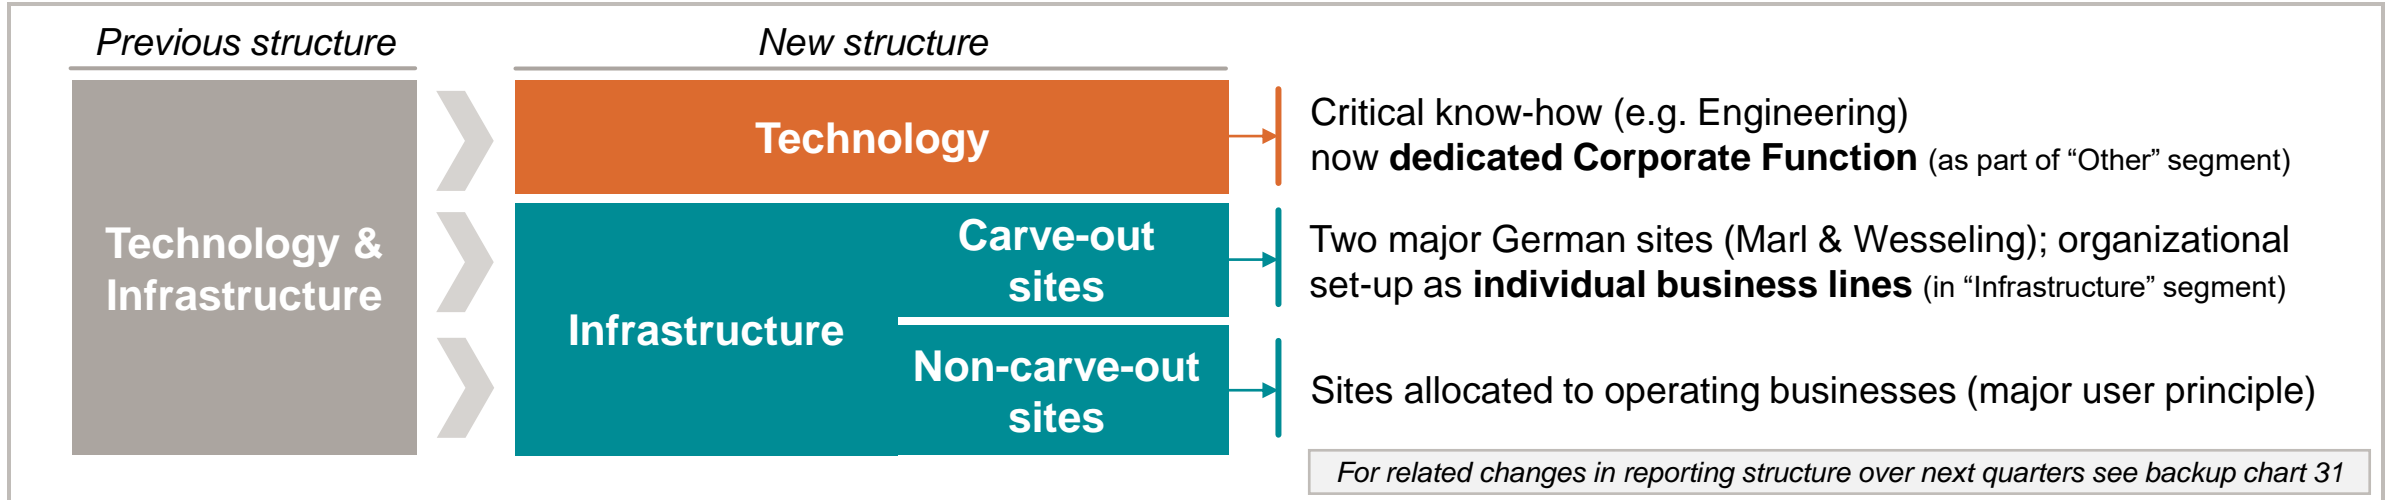 Previous structure
New structure
Technology &
Infrastructure
Technology
Critical know-how (e.g. Engineering)
now dedicated Corporate Function (as part of “Other” segment)
Infrastructure
Carve-out
sites
Two major German sites (Marl & Wesseling); organizational
set-up as individual business lines (in “Infrastructure” segment)
Non-carve-out
sites
Sites allocated to operating businesses (major user principle)
For related changes in reporting structure over next quarters see backup chart 31